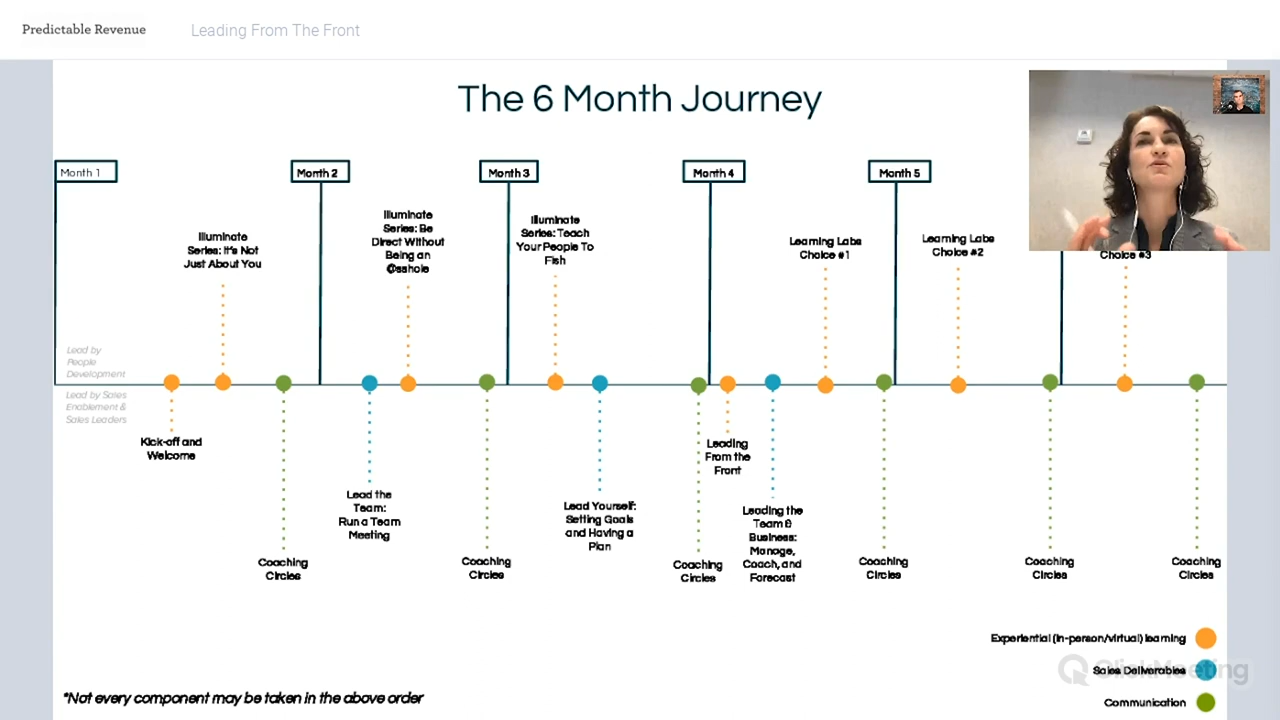 Predictable Revenue
Leading From The Front
The 6 Month Journey
Month 1
Month 2
Month 3
Month 4
Month 5
Illuminate
Series: It's Not
Just About You
Illuminate
Series: Be
Direct Without
Being an
@sshole
Illuminate
Series: Teach
Your People To
Fish
Learning Labs
Choice #1
Learning Labs
Choice #2
Choice #3
Lead by
People
Development
Lead by Sales
Enablement &
Sales Leaders
Kick-off and
Welcome
Coaching
Circles
Lead the
Team:
Run a Team
Meeting
Coaching
Circles
Lead Yourself:
Setting Goals
and Having a
Plan
Coaching
Circles
Leading
From the
Front
Leading the
Team &
Business:
Manage,
Coach, and
Forecast
Coaching
Circles
Coaching
Circles
Coaching
Circles
Experiential (in-person/virtual) learning
Sales Deliverables
ClickMeeting
Communication
*Not every component may be taken in the above order